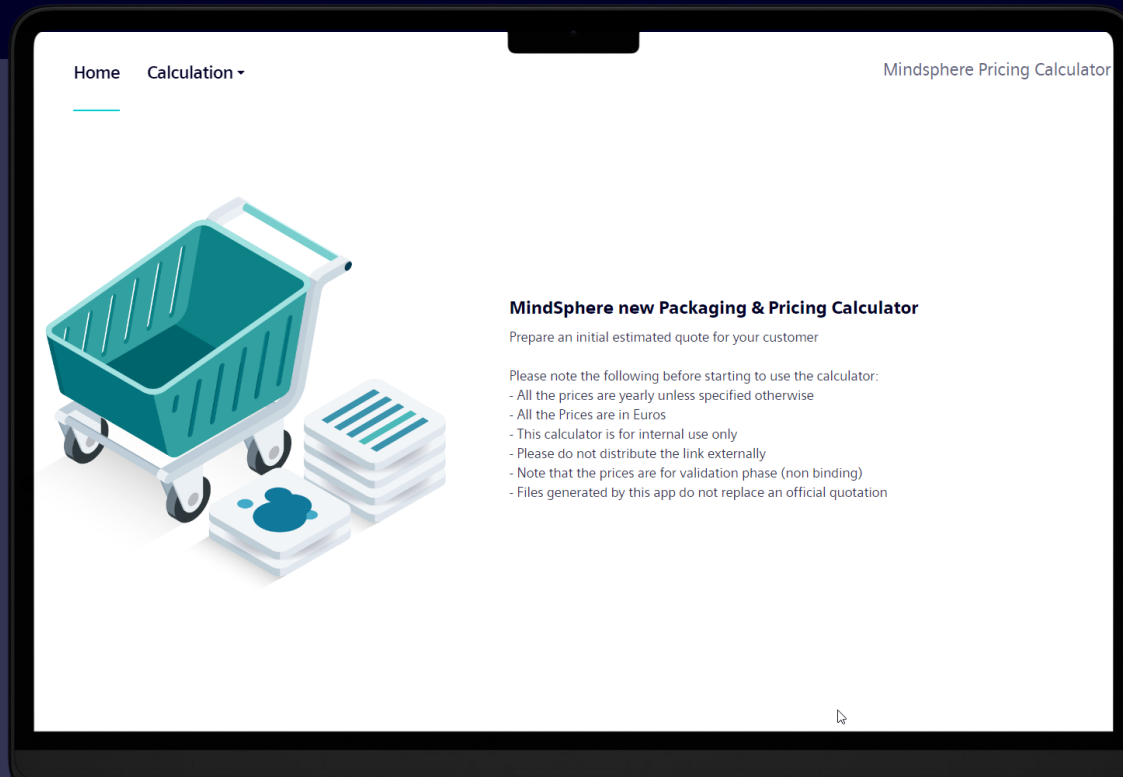 Home
Calculation
Mindsphere Pricing Calculator
MindSphere new Packaging & Pricing Calculator
Prepare an initial estimated quote for your customer
Please note the following before starting to use the calculator:
- All the prices are yearly unless specified otherwise
- All the Prices are in Euros
- This calculator is for internal use only
- Please do not distribute the link externally
- Note that the prices are for validation phase (non binding)
- Files generated by this app do not replace an official quotation